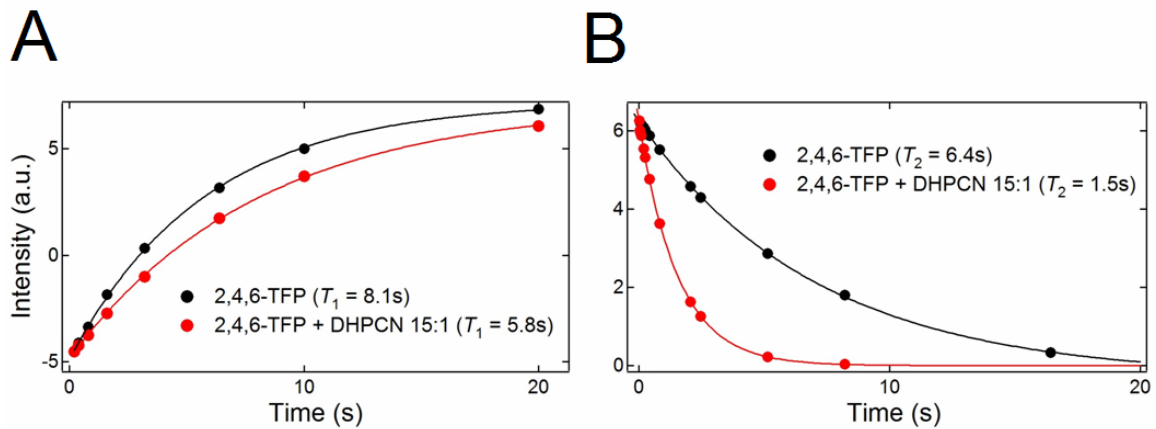 A
B
Intensity (a.u.)
5
0
-5
2,4,6-TFP (T1 = 8.1s)
2,4,6-TFP + DHPCN 15:1 (T1 = 5.8s)
0
10
20
Time (s)
6
4
2
0
2,4,6-TFP (T2 = 6.4s)
2,4,6-TFP + DHPCN 15:1 (T2 = 1.5s)
0
10
20
Time (s)